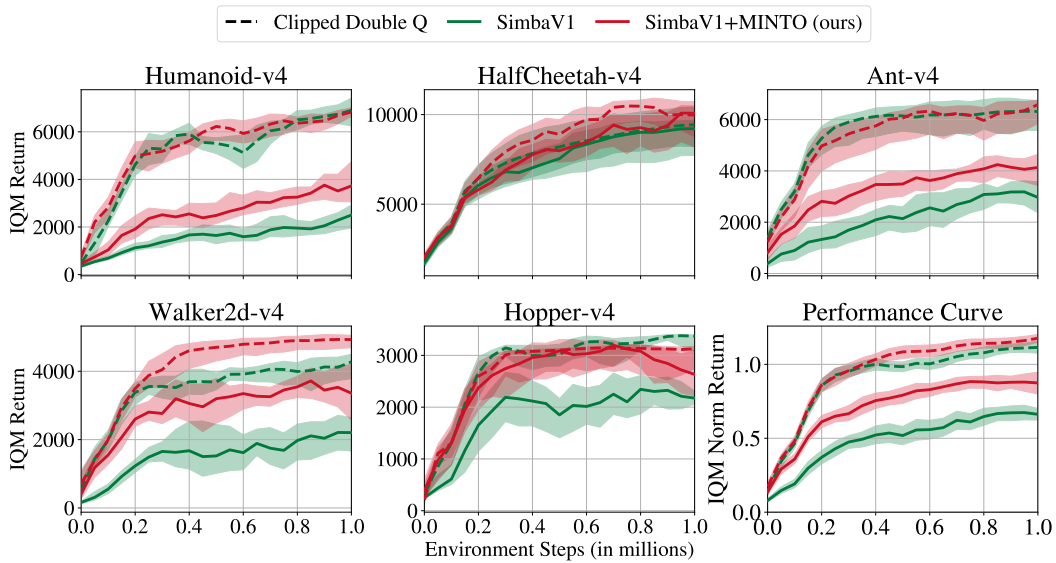 Clipped Double Q SimbaV1 SimbaV1+MINTO (ours)
Humanoid-v4 HalfCheetah-v4 Ant-v4
IQM Return
6000
4000
2000
0
10000
5000
6000
4000
2000
0
Walker2d-v4 Hopper-v4 Performance Curve
IQM Return
4000
2000
0
3000
2000
1000
0
IQM Norm Return
1.0
0.5
0.0
0.0 0.2 0.4 0.6 0.8 1.0
0.0 0.2 0.4 0.6 0.8 1.0
0.0 0.2 0.4 0.6 0.8 1.0
Environment Steps (in millions)